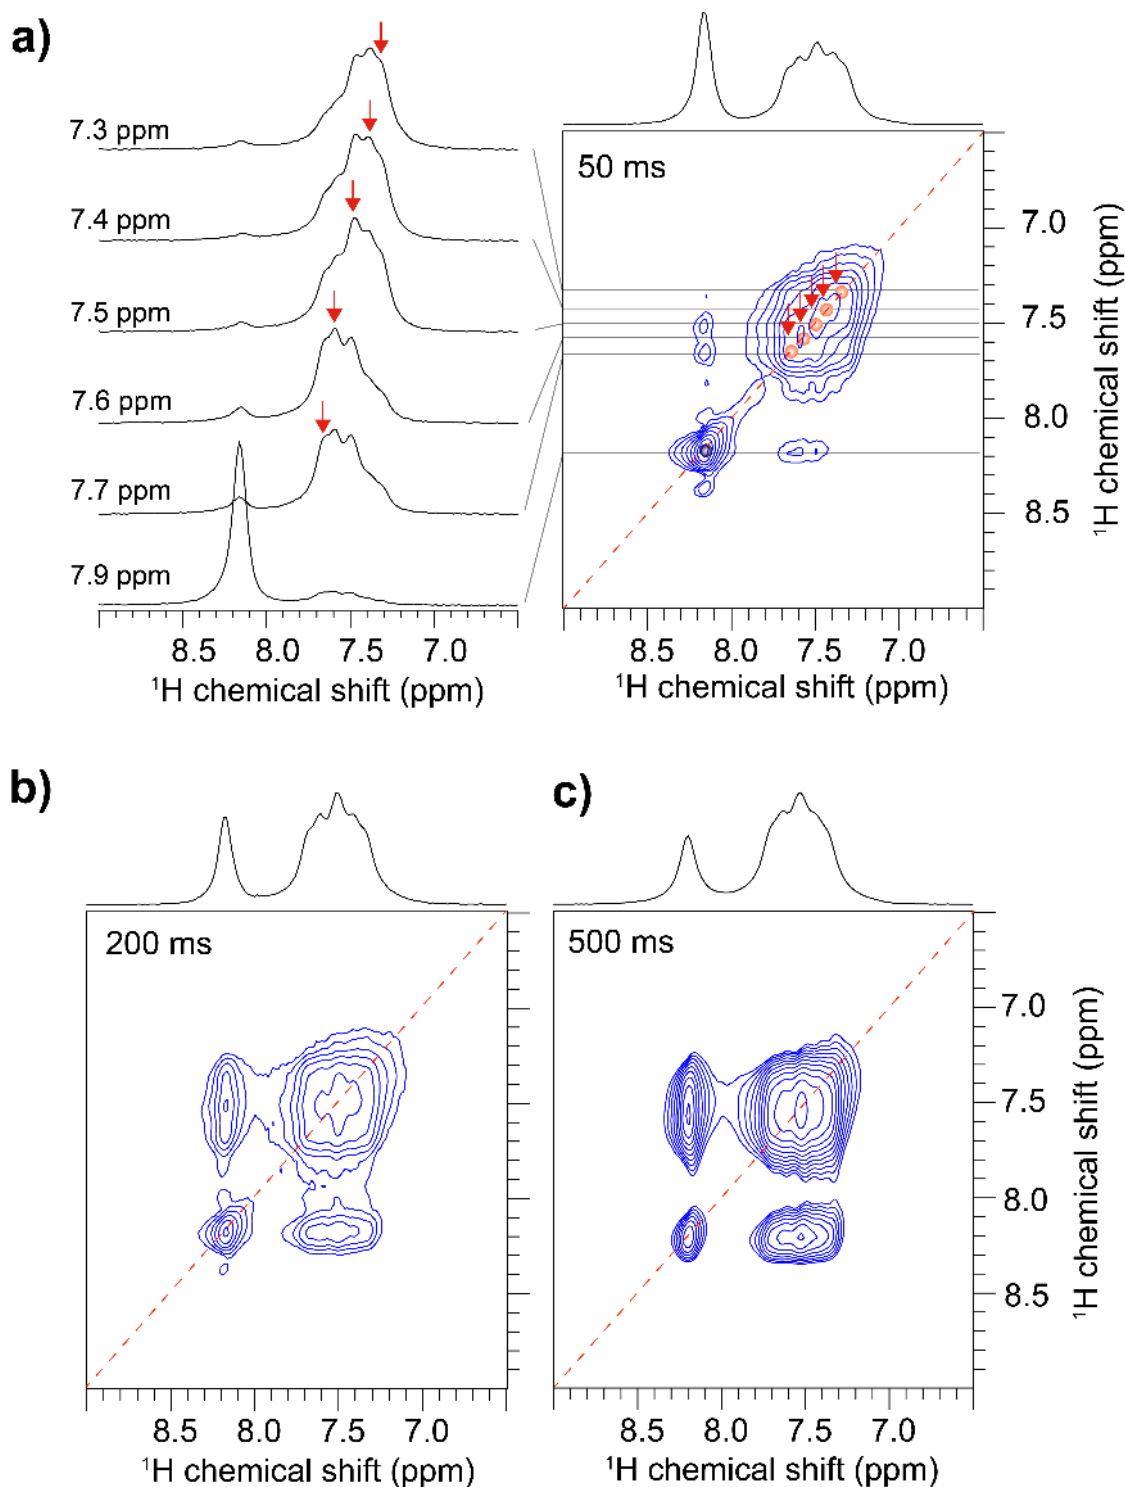 a)
7.3 ppm
7.4 ppm
7.5 ppm
7.6 ppm
7.7 ppm
7.9 ppm
8.5 8.0 7.5 7.0
¹H chemical shift (ppm)
50 ms
7.0
7.5
8.0
8.5
¹H chemical shift (ppm)
8.5 8.0 7.5 7.0
¹H chemical shift (ppm)
b)
200 ms
8.5 8.0 7.5 7.0
¹H chemical shift (ppm)
c)
500 ms
7.0
7.5
8.0
8.5
¹H chemical shift (ppm)
8.5 8.0 7.5 7.0
¹H chemical shift (ppm)